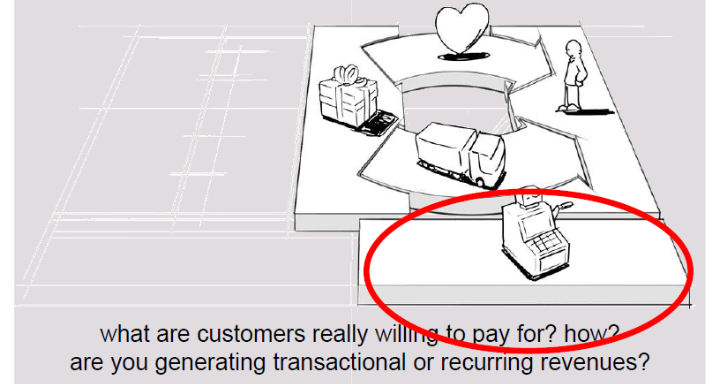 what are customers really willing to pay for? how?
are you generating transactional or recurring revenues?